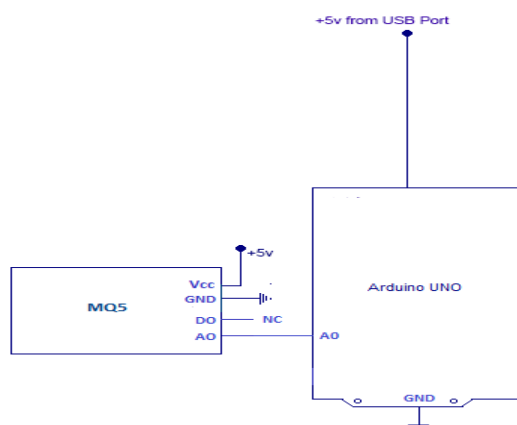 +5v from USB Port
+5v
Vcc
GND
MQ5
DO
NC
AO
A0
Arduino UNO
GND